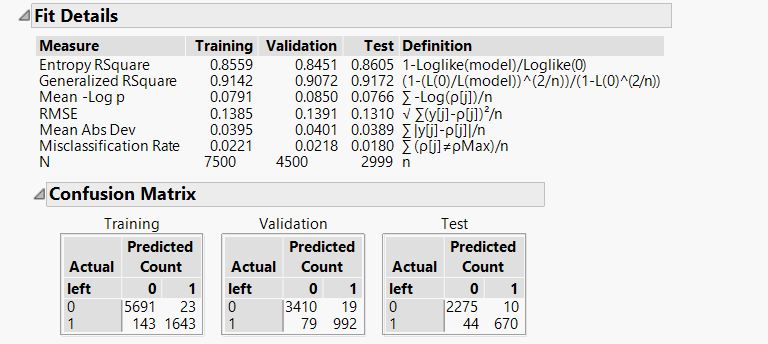 Fit Details
Measure Training Validation Test Definition
Entropy RSquare 0.8559 0.8451 0.8605 1-Loglike(model)/Loglike(0)
Generalized RSquare 0.9142 0.9072 0.9172 (1-(L(0)/L(model))^(2/n))/(1-L(0)^(2/n))
Mean -Log p 0.0791 0.0850 0.0766 ∑ -Log(ρ[j])/n
RMSE 0.1385 0.1391 0.1310 √ ∑(y[j]-ρ[j])²/n
Mean Abs Dev 0.0395 0.0401 0.0389 ∑ |y[j]-ρ[j]|/n
Misclassification Rate 0.0221 0.0218 0.0180 ∑ (ρ[j]≠ρMax)/n
N 7500 4500 2999 n
Confusion Matrix
Training Validation Test
Predicted Predicted Predicted
Actual Count Actual Count Actual Count
left 0 1 left 0 1 left 0 1
0 5691 23 0 3410 19 0 2275 10
1 143 1643 1 79 992 1 44 670